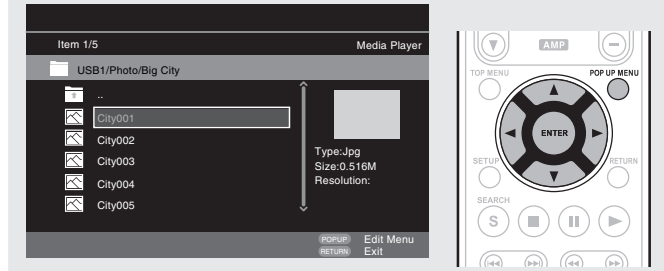 Item 1/5 Media Player
USB1/Photo/Big City
..
City001
City002
City003
City004
City005
Type:Jpg
Size:0.516M
Resolution:
POPUP Edit Menu
RETURN Exit
AMP
TOP MENU POP UP MENU
ENTER
SETUP RETURN
SEARCH
S